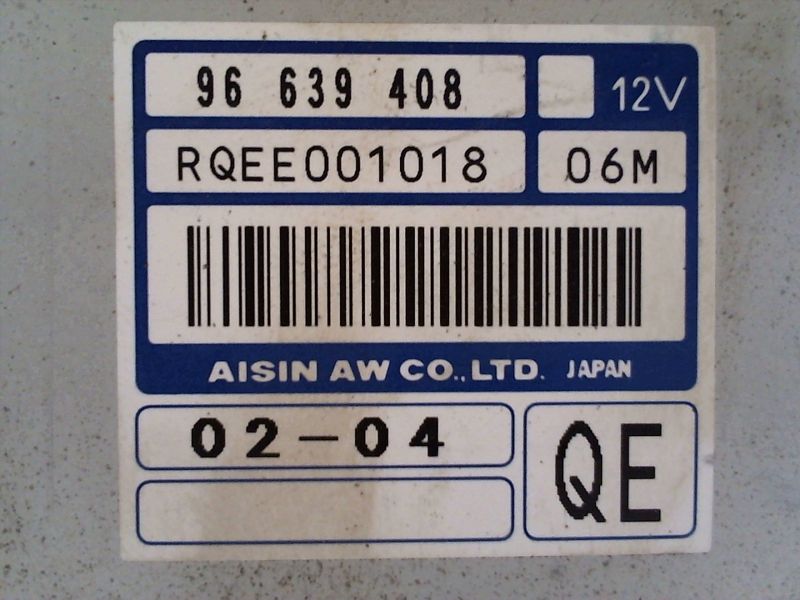 96 639 408
12V
RQEE001018
06M
AISIN AW CO.,LTD. JAPAN
02-04
QE